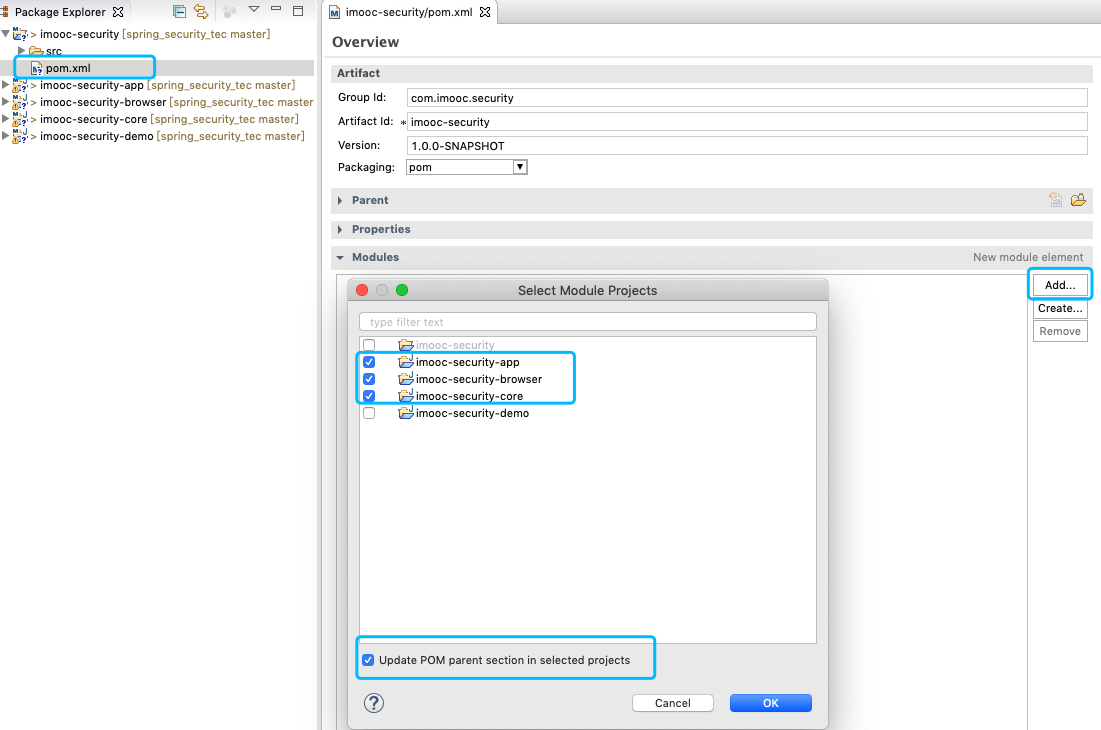 Package Explorer
> imooc-security [spring_security_tec master]
src
pom.xml
> imooc-security-app [spring_security_tec master]
> imooc-security-browser [spring_security_tec master
> imooc-security-core [spring_security_tec master]
> imooc-security-demo [spring_security_tec master]
imooc-security/pom.xml
Overview
Artifact
Group Id: com.imooc.security
Artifact Id: * imooc-security
Version: 1.0.0-SNAPSHOT
Packaging: pom
Parent
Properties
Modules New module element
Add...
Create...
Remove
Select Module Projects
type filter text
imooc-security
imooc-security-app
imooc-security-browser
imooc-security-core
imooc-security-demo
Update POM parent section in selected projects
? Cancel OK